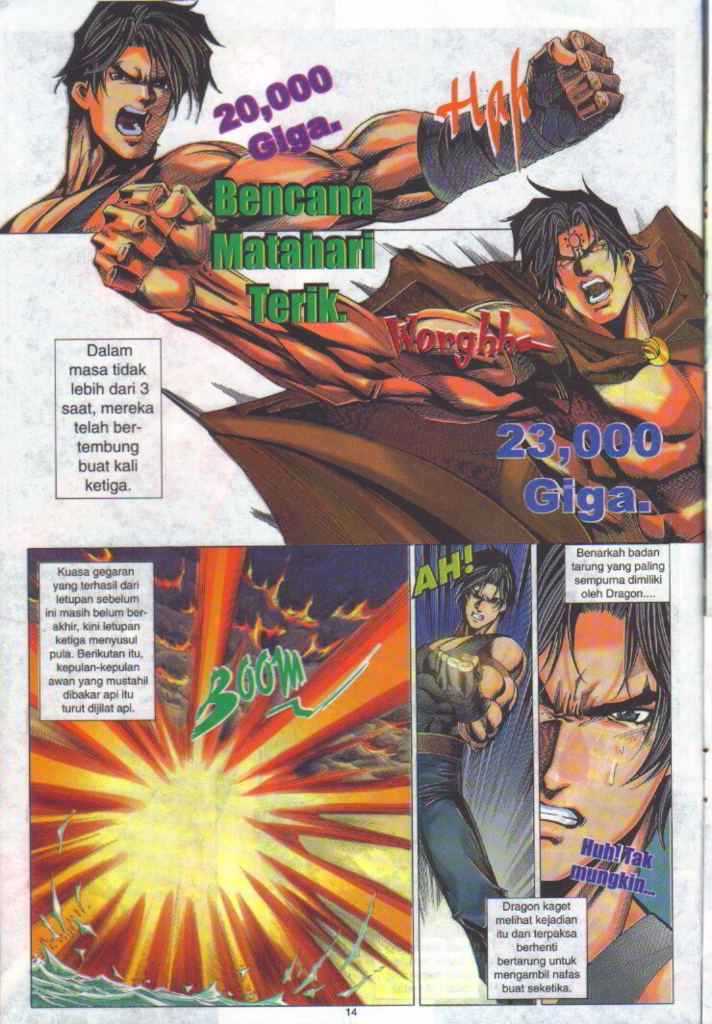 20,000
Giga.
Hah
Bencana
Matahari
Terik.
Worghh
23,000
Giga.
Dalam
masa tidak
lebih dari 3
saat, mereka
telah ber-
tembung
buat kali
ketiga.
Kuasa gegaran
yang terhasil dari
letupan sebelum
ini masih belum ber-
akhir, kini letupan
ketiga menyusul
pula. Berikutan itu,
kepulan-kepulan
awan yang mustahil
dibakar api itu
turut dijilat api.
BOOM
AH!
Benarkah badan
tarung yang paling
sempurna dimiliki
oleh Dragon....
Huh! Tak
mungkin...
Dragon kaget
melihat kejadian
itu dan terpaksa
berhenti
bertarung untuk
mengambil nafas
buat seketika.
14